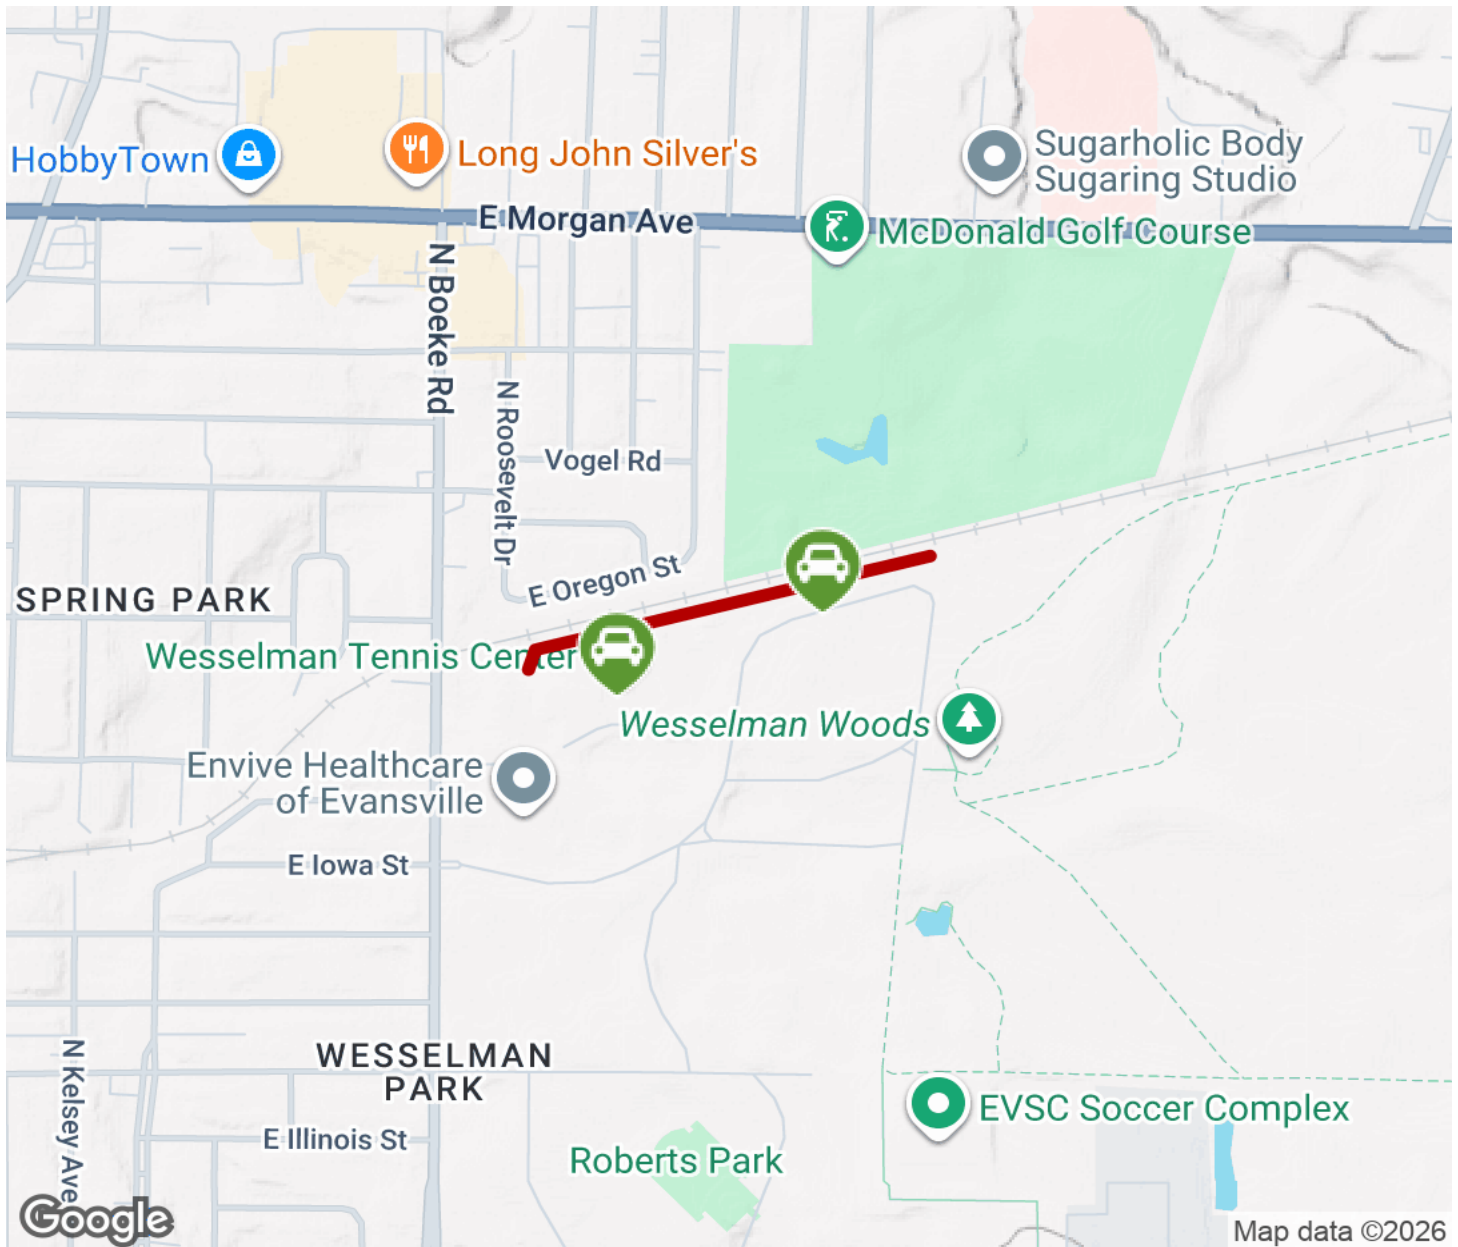 HobbyTown
Long John Silver's
Sugarholic Body
Sugaring Studio
E Morgan Ave
McDonald Golf Course
N Boeke Rd
N Roosevelt Dr
Vogel Rd
E Oregon St
SPRING PARK
Wesselman Tennis Center
Wesselman Woods
Envive Healthcare
of Evansville
E Iowa St
WESSELMAN
PARK
N Kelsey Ave
E Illinois St
EVSC Soccer Complex
Roberts Park
Google
Map data ©2026